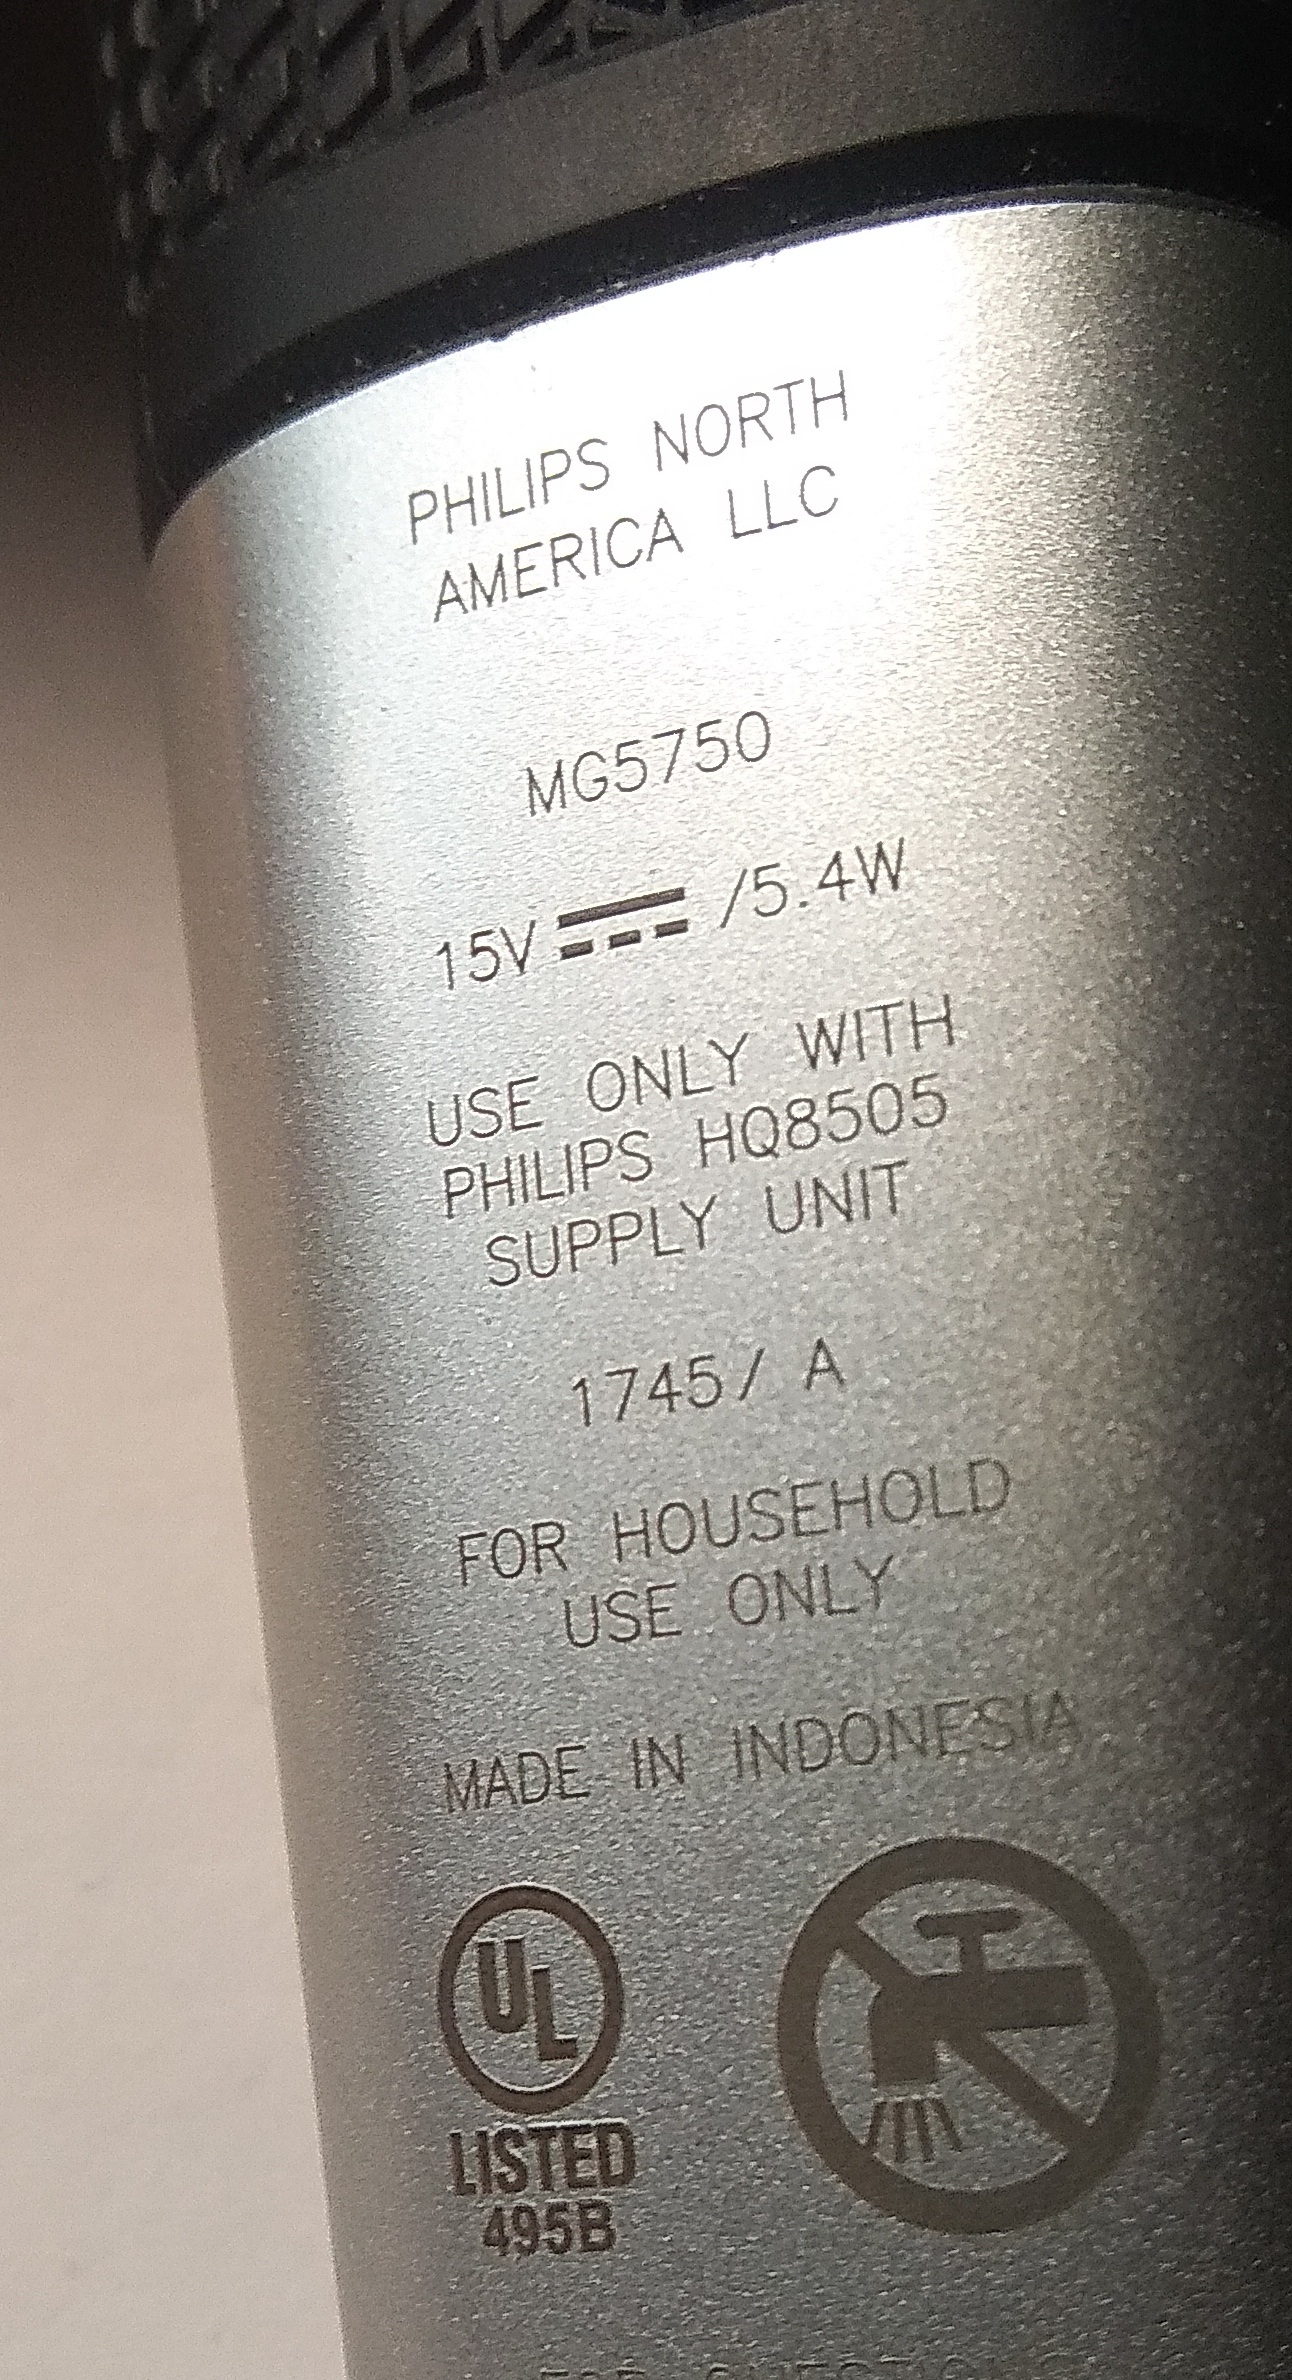 PHILIPS NORTH
AMERICA LLC
MG5750
15V ⎓ /5.4W
USE ONLY WITH
PHILIPS HQ8505
SUPPLY UNIT
1745/ A
FOR HOUSEHOLD
USE ONLY
MADE IN INDONESIA
UL
LISTED
495B